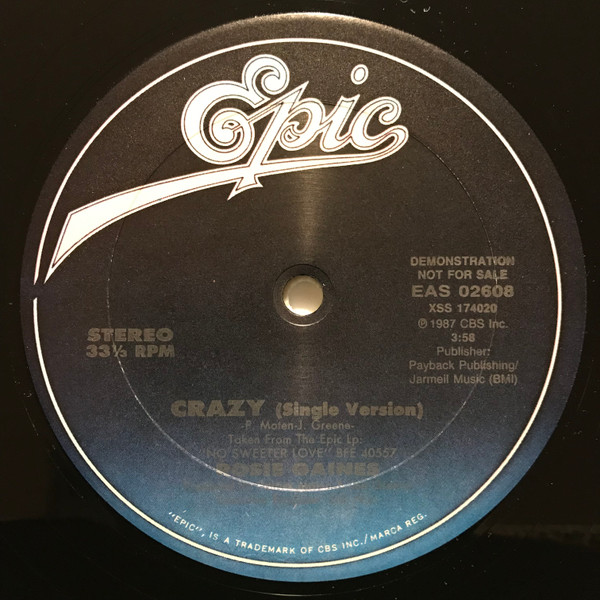 Epic
DEMONSTRATION
NOT FOR SALE
EAS 02608
XSS 174020
℗ 1987 CBS Inc.
3:58
Publisher:
Payback Publishing/
Jarmeil Music (BMI)
STEREO
33⅓ RPM
CRAZY (Single Version)
-R. Moten-J. Greene-
Taken From The Epic Lp:
"NO SWEETER LOVE" BFE 40557
ROSIE GAINES
"EPIC", IS A TRADEMARK OF CBS INC./MARCA REG.